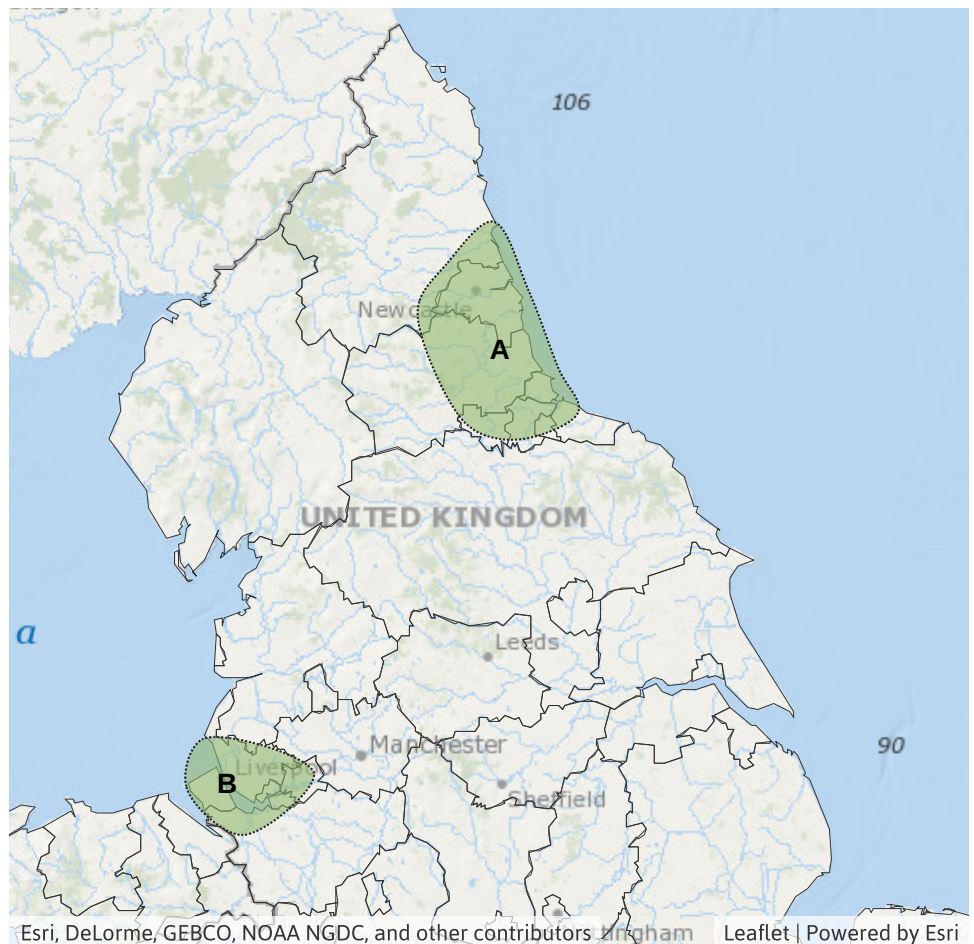 106
Newcastle
A
UNITED KINGDOM
a
Leeds
Manchester
90
Liverpool
B
Sheffield
Esri, DeLorme, GEBCO, NOAA NGDC, and other contributors
Leaflet | Powered by Esri